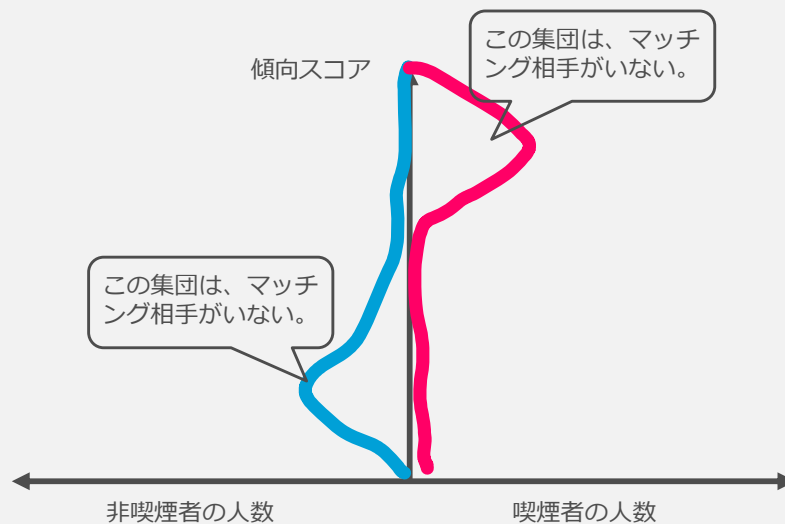 この集団は、マッチ
ング相手がいない。
傾向スコア
この集団は、マッチ
ング相手がいない。
非喫煙者の人数
喫煙者の人数